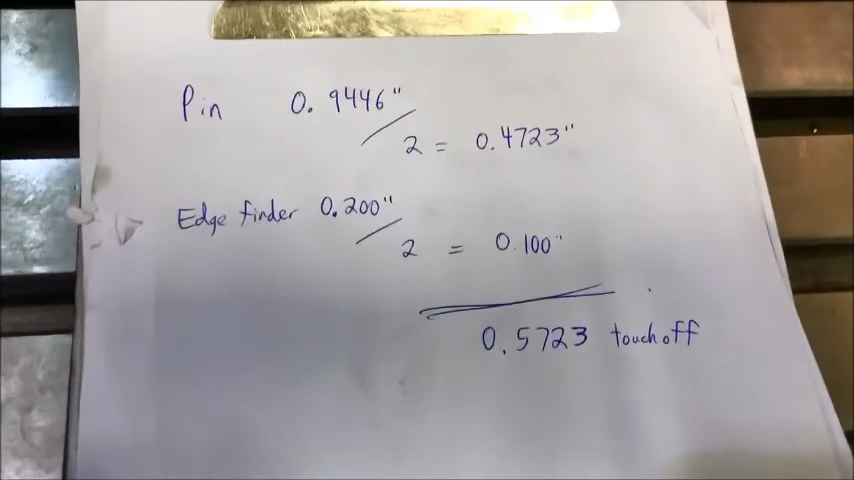 Pin 0.9446"
/ 2 = 0.4723"
Edge finder 0.200"
/ 2 = 0.100"
0.5723 touch off